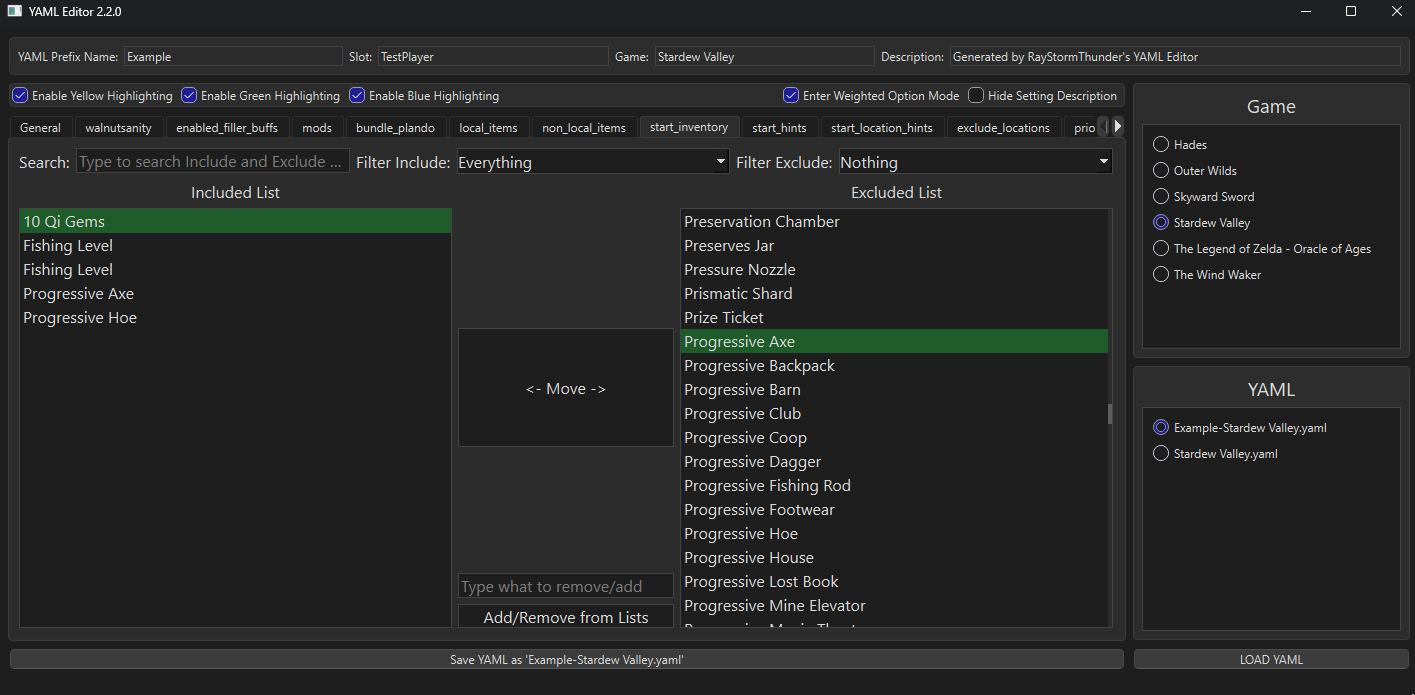 YAML Editor 2.2.0
YAML Prefix Name: Example Slot: TestPlayer Game: Stardew Valley Description: Generated by RayStormThunder's YAML Editor
Enable Yellow Highlighting Enable Green Highlighting Enable Blue Highlighting Enter Weighted Option Mode Hide Setting Description
General walnutsanity enabled_filler_buffs mods bundle_plando local_items non_local_items start_inventory start_hints start_location_hints exclude_locations prio
Search: Type to search Include and Exclude ... Filter Include: Everything Filter Exclude: Nothing
Included List
10 Qi Gems
Fishing Level
Fishing Level
Progressive Axe
Progressive Hoe
<- Move ->
Type what to remove/add
Add/Remove from Lists
Excluded List
Preservation Chamber
Preserves Jar
Pressure Nozzle
Prismatic Shard
Prize Ticket
Progressive Axe
Progressive Backpack
Progressive Barn
Progressive Club
Progressive Coop
Progressive Dagger
Progressive Fishing Rod
Progressive Footwear
Progressive Hoe
Progressive House
Progressive Lost Book
Progressive Mine Elevator
Save YAML as 'Example-Stardew Valley.yaml'
Game
Hades
Outer Wilds
Skyward Sword
Stardew Valley
The Legend of Zelda - Oracle of Ages
The Wind Waker
YAML
Example-Stardew Valley.yaml
Stardew Valley.yaml
LOAD YAML